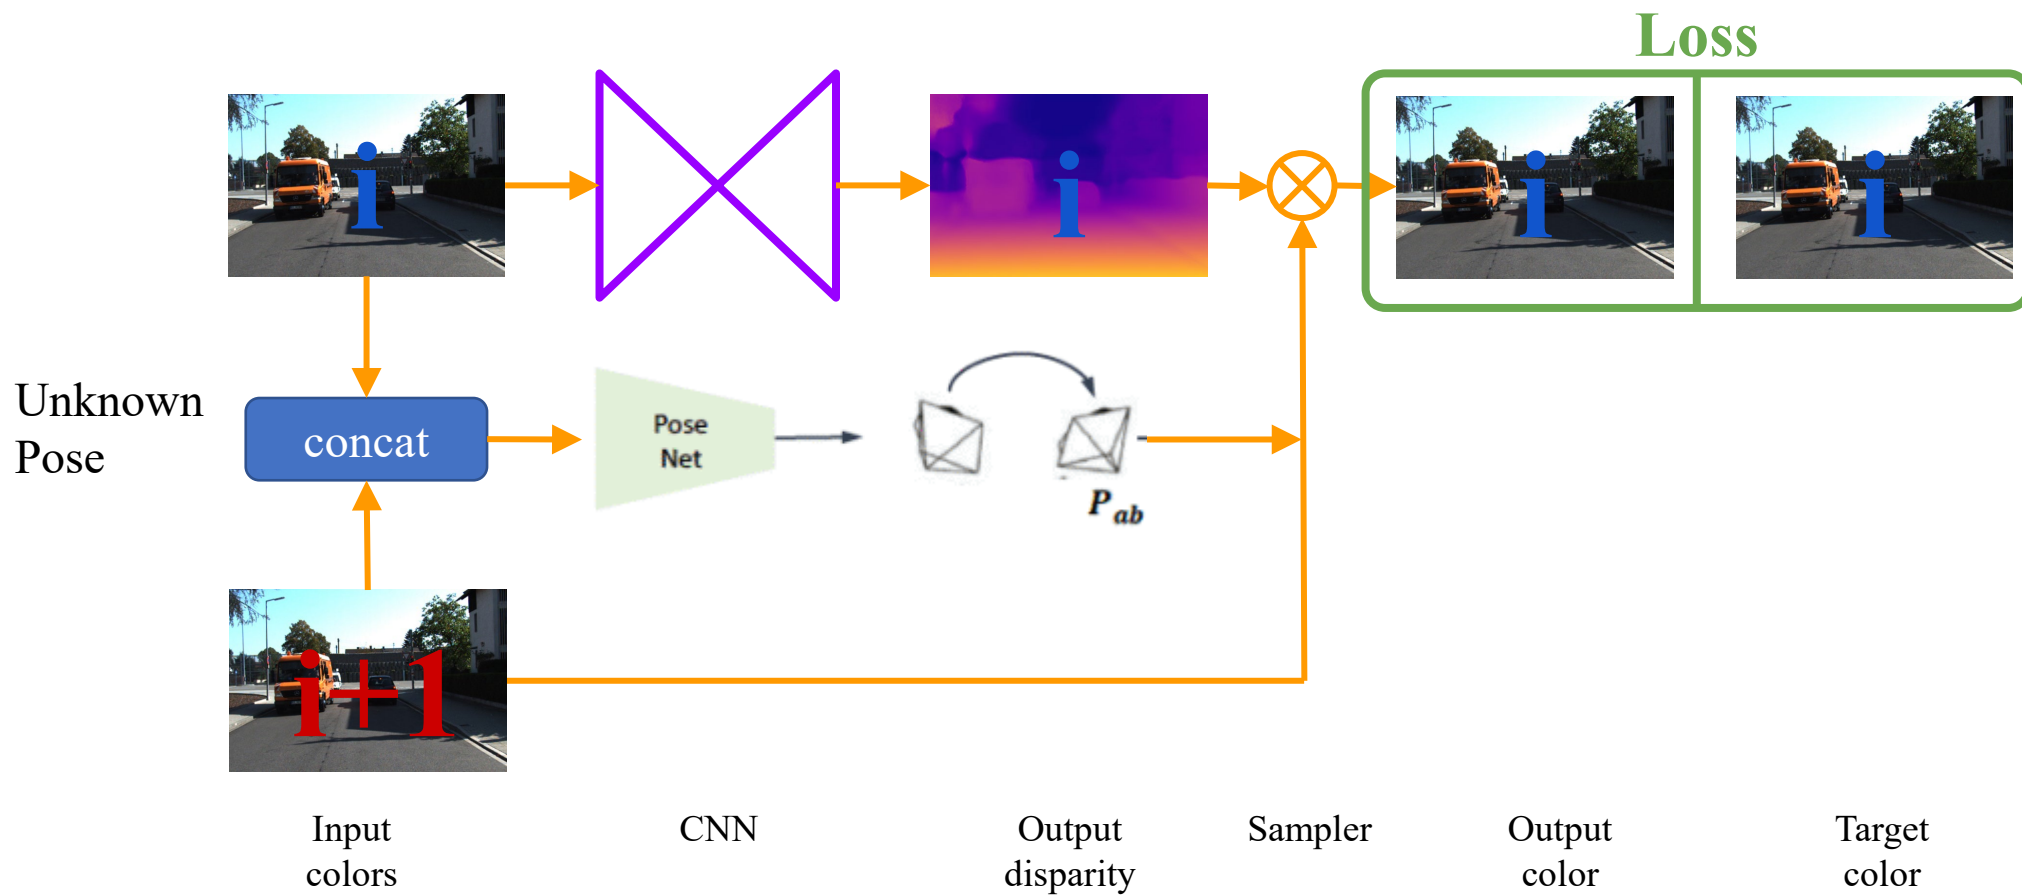 Loss
i
i
i
i
Unknown
Pose
concat
Pose
Net
P ab
i+1
Input
colors
CNN
Output
disparity
Sampler
Output
color
Target
color